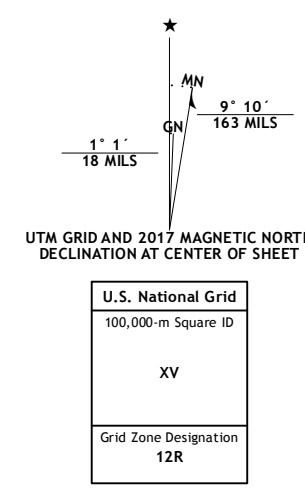 ★
MN
GN
9° 10´
163 MILS
1° 1´
18 MILS
UTM GRID AND 2017 MAGNETIC NORT
DECLINATION AT CENTER OF SHEET
U.S. National Grid
100,000-m Square ID
XV
Grid Zone Designation
12R